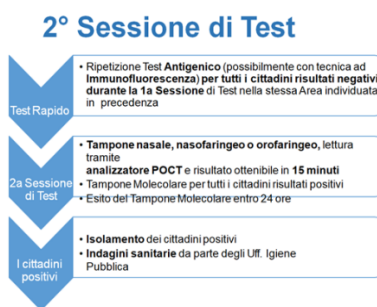 2° Sessione di Test
Test Rapido
• Ripetizione Test Antigenico (possibilmente con tecnica ad
Immunofluorescenza) per tutti i cittadini risultati negativi
durante la 1a Sessione di Test nella stessa Area individuata
in precedenza
2a Sessione
di Test
• Tampone nasale, nasofaringeo o orofaringeo, lettura
tramite
analizzatore POCT e risultato ottenibile in 15 minuti
• Tampone Molecolare per tutti i cittadini risultati positivi
• Esito del Tampone Molecolare entro 24 ore
I cittadini
positivi
• Isolamento dei cittadini positivi
• Indagini sanitarie da parte degli Uff. Igiene
Pubblica